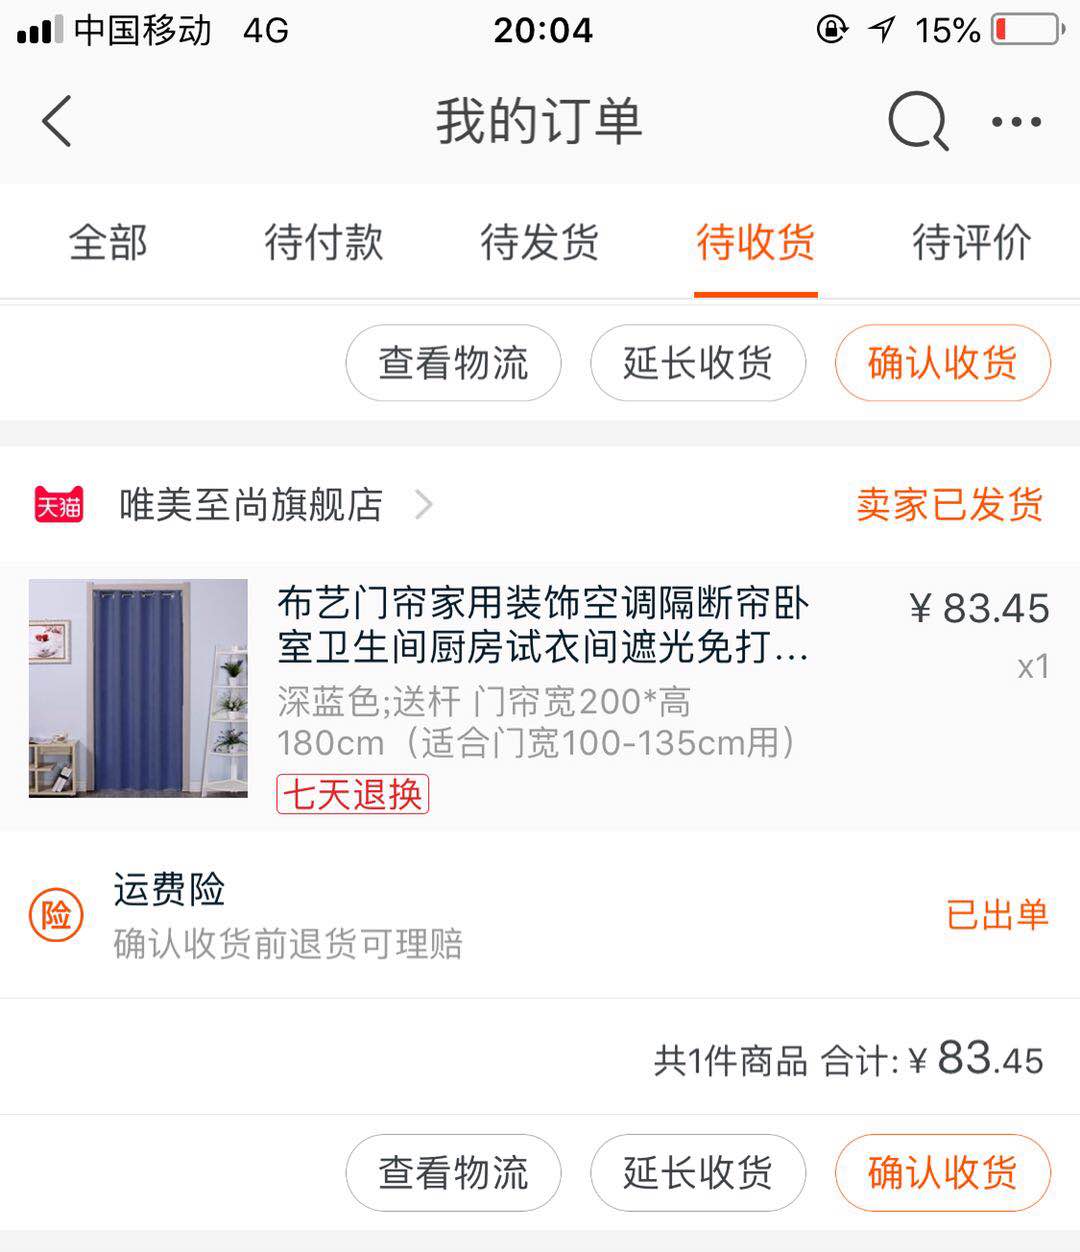 中国移动 4G 20:04 15%
我的订单
全部 待付款 待发货 待收货 待评价
查看物流 延长收货 确认收货
天猫 唯美至尚旗舰店 卖家已发货
布艺门帘家用装饰空调隔断帘卧 ¥83.45
室卫生间厨房试衣间遮光免打... x1
深蓝色;送杆 门帘宽200*高
180cm（适合门宽100-135cm用）
七天退换
险 运费险 已出单
确认收货前退货可理赔
共1件商品 合计:¥83.45
查看物流 延长收货 确认收货